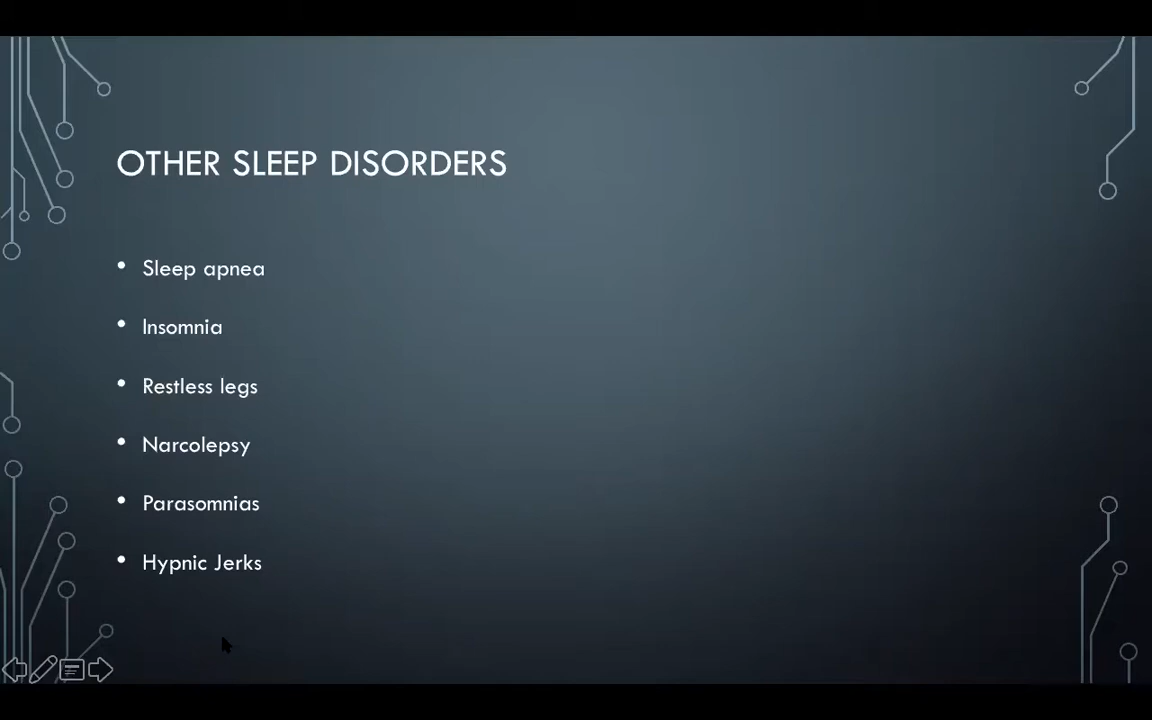 OTHER SLEEP DISORDERS
• Sleep apnea
• Insomnia
• Restless legs
• Narcolepsy
• Parasomnias
• Hypnic Jerks